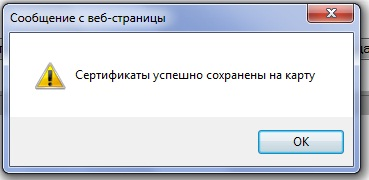 Сообщение с веб-страницы
Сертификаты успешно сохранены на карту
OK